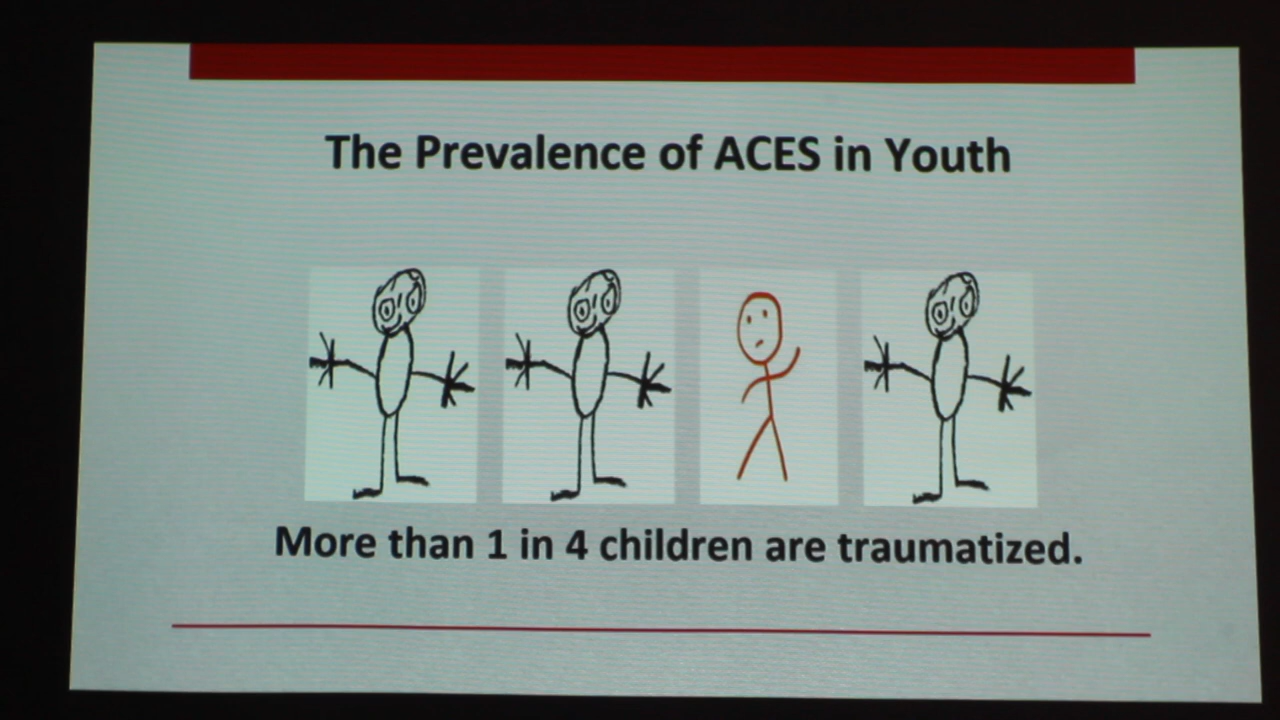 The Prevalence of ACES in Youth
More than 1 in 4 children are traumatized.